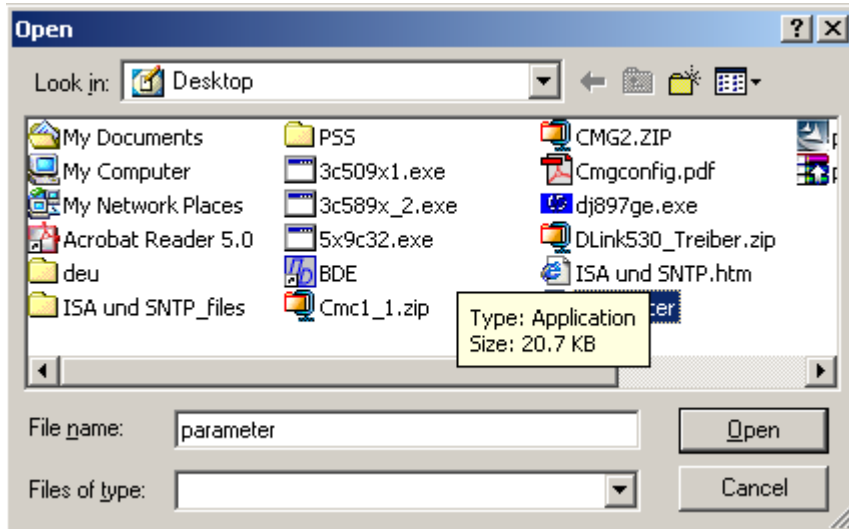 Open
Look in: Desktop
My Documents
My Computer
My Network Places
Acrobat Reader 5.0
deu
ISA und SNTP_files
PSS
3c509x1.exe
3c589x_2.exe
5x9c32.exe
BDE
Cmc1_1.zip
CMG2.ZIP
Cmgconfig.pdf
dj897ge.exe
DLink530_Treiber.zip
ISA und SNTP.htm
Type: Application
Size: 20.7 KB
File name: parameter
Open
Files of type:
Cancel